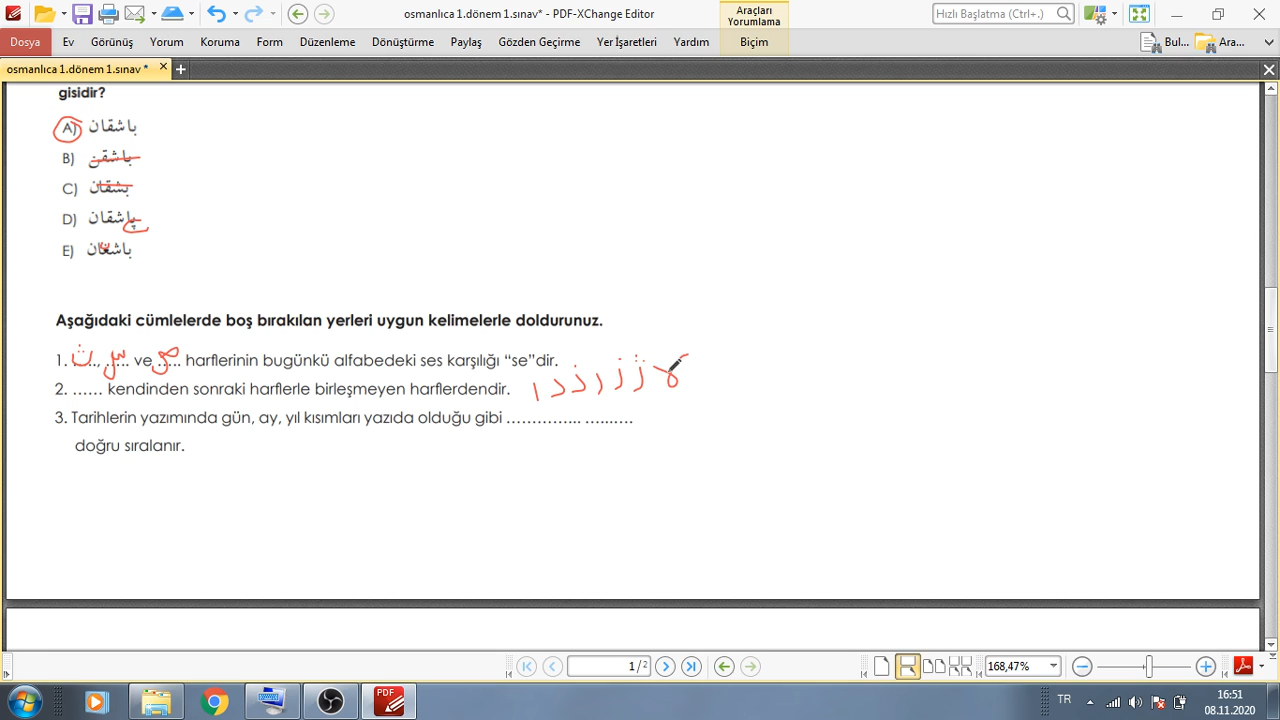 osmanlıca 1.dönem 1.sınav * - PDF-XChange Editor
Araçları Yorumlama
Hızlı Başlatma (Ctrl+.)
Dosya Ev Görünüş Yorum Koruma Form Düzenleme Dönüştürme Paylaş Gözden Geçirme Yer İşaretleri Yardım Biçim
Bul... Ara...
osmanlıca 1.dönem 1.sınav *
gisidir?
A) باشقان
B) باشقن
C) بشقان
D) پاشقان
E)
Aşağıdaki cümlelerde boş bırakılan yerleri uygun kelimelerle doldurunuz.
1. ث...., س..... ve ص..... harflerinin bugünkü alfabedeki ses karşılığı “se”dir.
2. ...... kendinden sonraki harflerle birleşmeyen harflerdendir. ا د ذ ر ز ژ
3. Tarihlerin yazımında gün, ay, yıl kısımları yazıda olduğu gibi .............. .........
doğru sıralanır.
1 / 2
168,47%
PDF
TR
16:51
08.11.2020